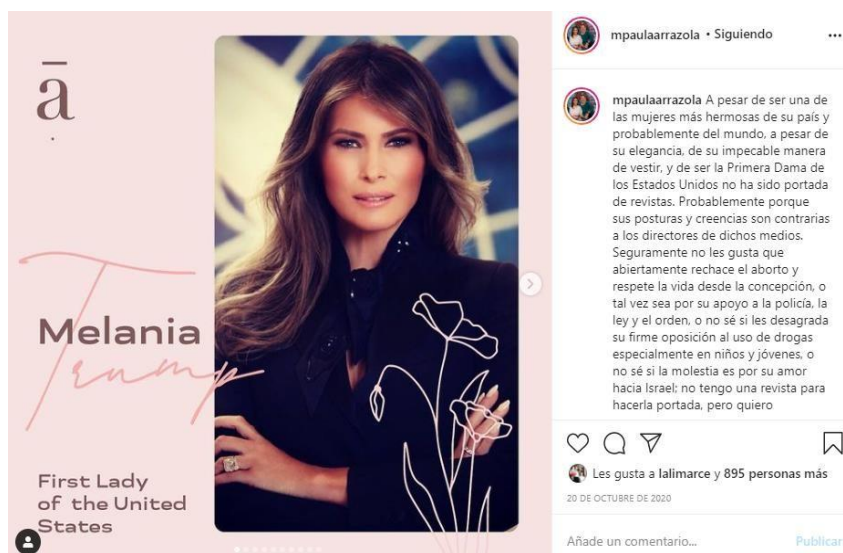 ā
Melania
Trump
First Lady
of the United
States
mpaulaarrazola • Siguiendo
mpaulaarrazola A pesar de ser una de
las mujeres más hermosas de su país y
probablemente del mundo, a pesar de
su elegancia, de su impecable manera
de vestir, y de ser la Primera Dama de
los Estados Unidos no ha sido portada
de revistas. Probablemente porque
sus posturas y creencias son contrarias
a los directores de dichos medios.
Seguramente no les gusta que
abiertamente rechace el aborto y
respete la vida desde la concepción, o
tal vez sea por su apoyo a la policía, la
ley y el orden, o no sé si les desagrada
su firme oposición al uso de drogas
especialmente en niños y jóvenes, o
no sé si la molestia es por su amor
hacia Israel; no tengo una revista para
hacerla portada, pero quiero
Les gusta a lalimarce y 895 personas más
20 DE OCTUBRE DE 2020
Añade un comentario...
Publicar